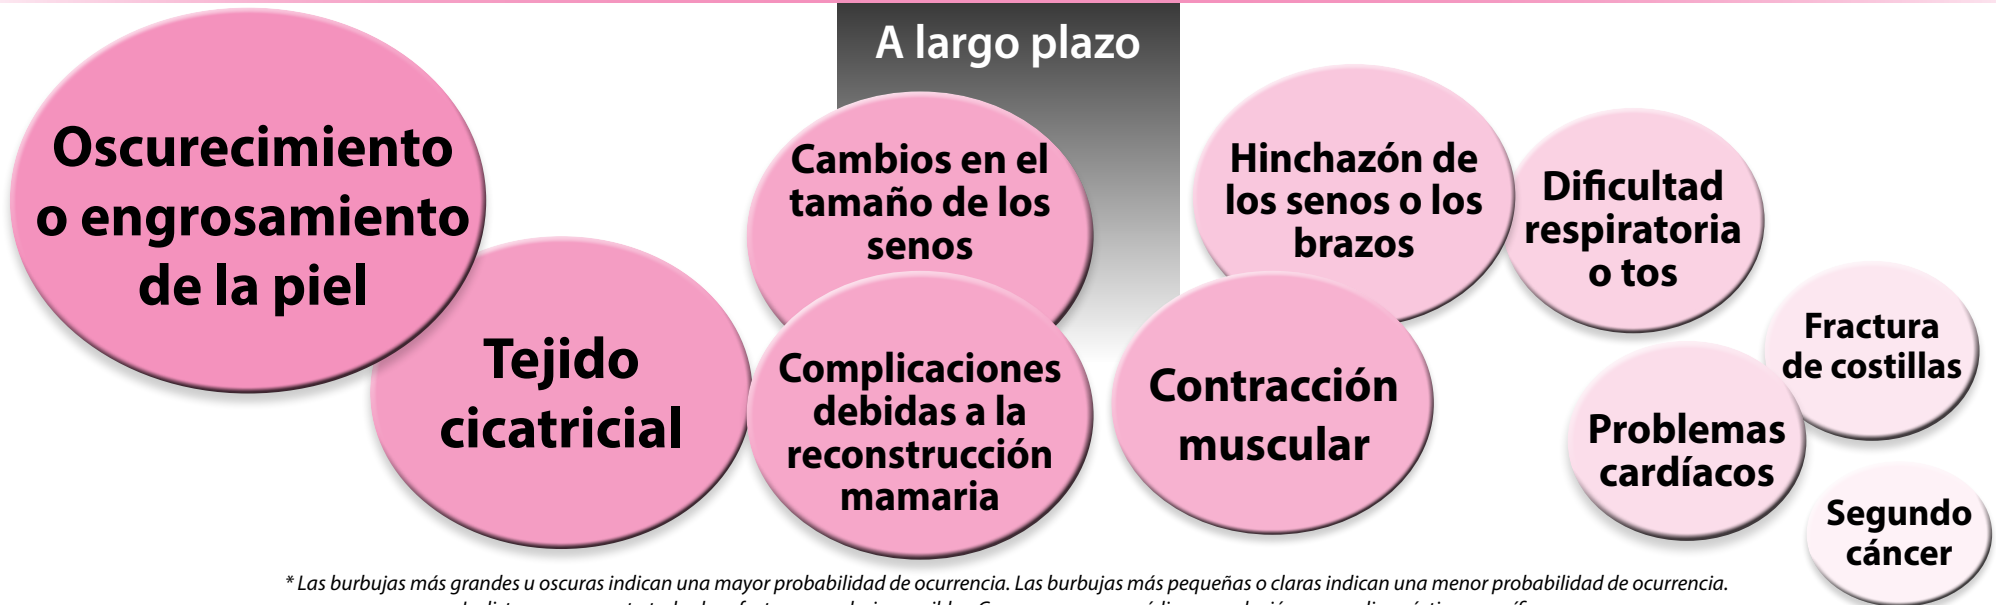 A largo plazo
Oscurecimiento
o engrosamiento
de la piel
Tejido
cicatricial
Cambios en el
tamaño de los
senos
Complicaciones
debidas a la
reconstrucción
mamaria
Hinchazón de
los senos o los
brazos
Contracción
muscular
Dificultad
respiratoria
o tos
Fractura
de costillas
Problemas
cardíacos
Segundo
cáncer
* Las burbujas más grandes u oscuras indican una mayor probabilidad de ocurrencia. Las burbujas más pequeñas o claras indican una menor probabilidad de ocurrencia.